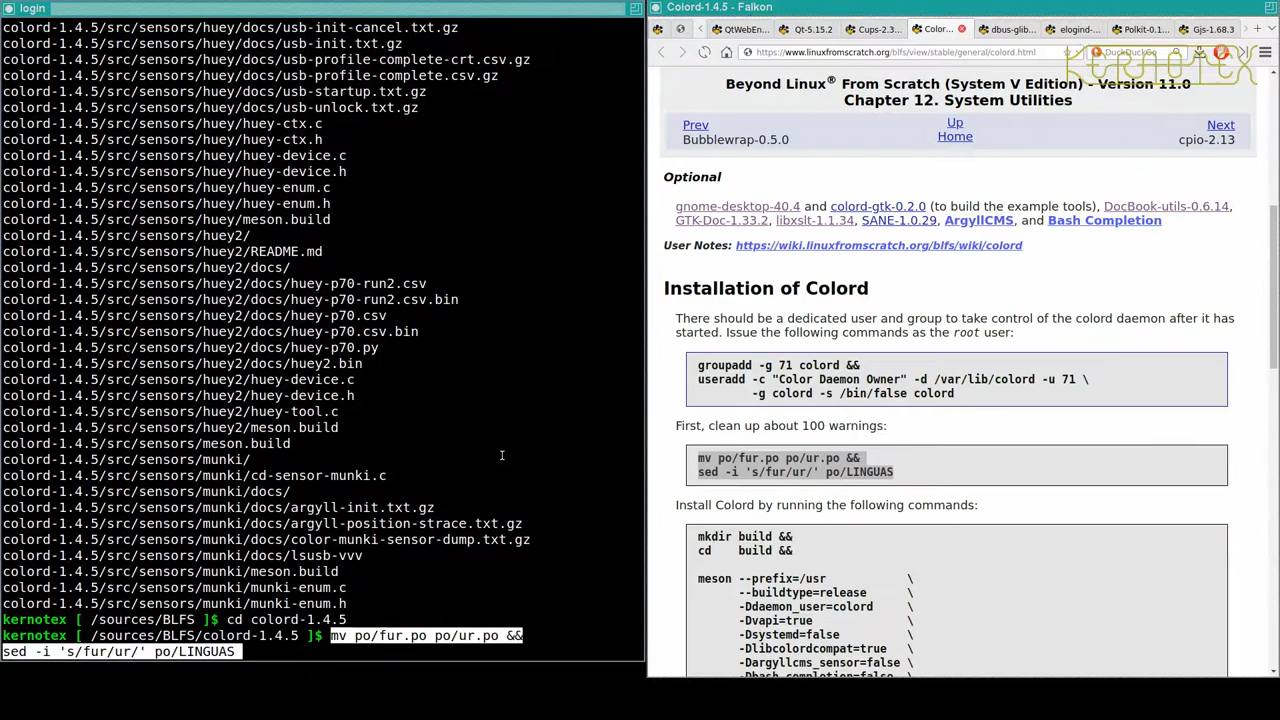 login
colord-1.4.5/src/sensors/huey/docs/usb-init-cancel.txt.gz
colord-1.4.5/src/sensors/huey/docs/usb-init.txt.gz
colord-1.4.5/src/sensors/huey/docs/usb-profile-complete-crt.csv.gz
colord-1.4.5/src/sensors/huey/docs/usb-profile-complete.csv.gz
colord-1.4.5/src/sensors/huey/docs/usb-startup.txt.gz
colord-1.4.5/src/sensors/huey/docs/usb-unlock.txt.gz
colord-1.4.5/src/sensors/huey/huey-ctx.c
colord-1.4.5/src/sensors/huey/huey-ctx.h
colord-1.4.5/src/sensors/huey/huey-device.c
colord-1.4.5/src/sensors/huey/huey-device.h
colord-1.4.5/src/sensors/huey/huey-enum.c
colord-1.4.5/src/sensors/huey/huey-enum.h
colord-1.4.5/src/sensors/huey/meson.build
colord-1.4.5/src/sensors/huey2/
colord-1.4.5/src/sensors/huey2/README.md
colord-1.4.5/src/sensors/huey2/docs/
colord-1.4.5/src/sensors/huey2/docs/huey-p70-run2.csv
colord-1.4.5/src/sensors/huey2/docs/huey-p70-run2.csv.bin
colord-1.4.5/src/sensors/huey2/docs/huey-p70.csv
colord-1.4.5/src/sensors/huey2/docs/huey-p70.csv.bin
colord-1.4.5/src/sensors/huey2/docs/huey-p70.py
colord-1.4.5/src/sensors/huey2/docs/huey2.bin
colord-1.4.5/src/sensors/huey2/huey-device.c
colord-1.4.5/src/sensors/huey2/huey-device.h
colord-1.4.5/src/sensors/huey2/huey-tool.c
colord-1.4.5/src/sensors/huey2/meson.build
colord-1.4.5/src/sensors/meson.build
colord-1.4.5/src/sensors/munki/
colord-1.4.5/src/sensors/munki/cd-sensor-munki.c
colord-1.4.5/src/sensors/munki/docs/
colord-1.4.5/src/sensors/munki/docs/argyll-init.txt.gz
colord-1.4.5/src/sensors/munki/docs/argyll-position-strace.txt.gz
colord-1.4.5/src/sensors/munki/docs/color-munki-sensor-dump.txt.gz
colord-1.4.5/src/sensors/munki/docs/lsusb-vvv
colord-1.4.5/src/sensors/munki/meson.build
colord-1.4.5/src/sensors/munki/munki-enum.c
colord-1.4.5/src/sensors/munki/munki-enum.h
kernotex [ /sources/BLFS ]$ cd colord-1.4.5
kernotex [ /sources/BLFS/colord-1.4.5 ]$ mv po/fur.po po/ur.po &&
sed -i 's/fur/ur/' po/LINGUAS
Colord-1.4.5 - Falkon
QtWebEn... Qt-5.15.2 Cups-2.3... Color... dbus-glib... elogind-... Polkit-0.1... Gjs-1.68.3
https://www.linuxfromscratch.org/blfs/view/stable/general/colord.html DuckDuckGo
KERNOTEX
Beyond Linux® From Scratch (System V Edition) - Version 11.0
Chapter 12. System Utilities
Prev Up Next
Bubblewrap-0.5.0 Home cpio-2.13
Optional
gnome-desktop-40.4 and colord-gtk-0.2.0 (to build the example tools), DocBook-utils-0.6.14,
GTK-Doc-1.33.2, libxslt-1.1.34, SANE-1.0.29, ArgyllCMS, and Bash Completion
User Notes: https://wiki.linuxfromscratch.org/blfs/wiki/colord
Installation of Colord
There should be a dedicated user and group to take control of the colord daemon after it has
started. Issue the following commands as the root user:
groupadd -g 71 colord &&
useradd -c "Color Daemon Owner" -d /var/lib/colord -u 71 \
-g colord -s /bin/false colord
First, clean up about 100 warnings:
mv po/fur.po po/ur.po &&
sed -i 's/fur/ur/' po/LINGUAS
Install Colord by running the following commands:
mkdir build &&
cd build &&
meson --prefix=/usr \
--buildtype=release \
-Ddaemon_user=colord \
-Dvapi=true \
-Dsystemd=false \
-Dlibcolordcompat=true \
-Dargyllcms_sensor=false \
-Dbash_completion=false \